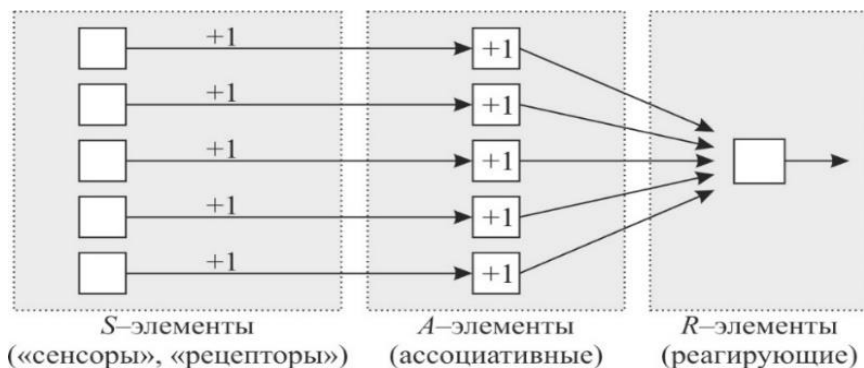 +1
+1
+1
+1
+1
+1
+1
+1
+1
+1
S–элементы
(«сенсоры», «рецепторы»)
A–элементы
(ассоциативные)
R–элементы
(реагирующие)